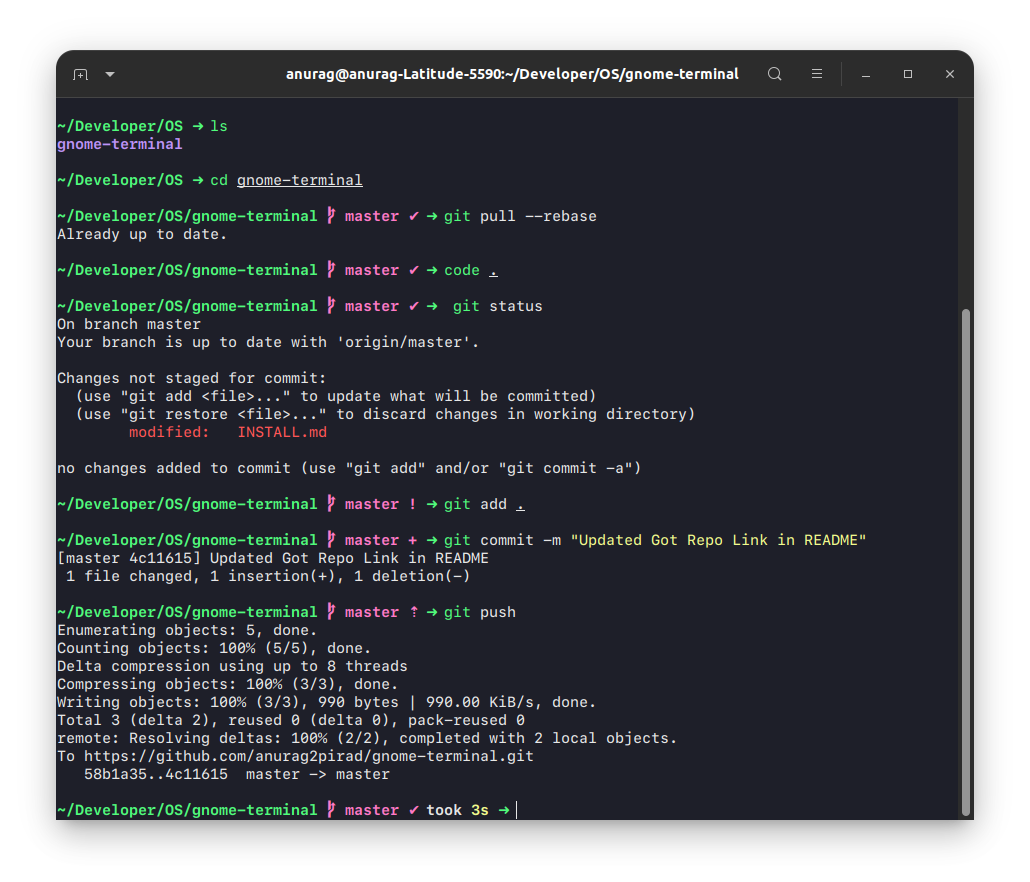 anurag@anurag-Latitude-5590:~/Developer/OS/gnome-terminal
~/Developer/OS ➜ ls
gnome-terminal
~/Developer/OS ➜ cd gnome-terminal
~/Developer/OS/gnome-terminal master ✔ ➜ git pull --rebase
Already up to date.
~/Developer/OS/gnome-terminal master ✔ ➜ code .
~/Developer/OS/gnome-terminal master ✔ ➜  git status
On branch master
Your branch is up to date with 'origin/master'.
Changes not staged for commit:
  (use "git add <file>..." to update what will be committed)
  (use "git restore <file>..." to discard changes in working directory)
        modified:   INSTALL.md
no changes added to commit (use "git add" and/or "git commit -a")
~/Developer/OS/gnome-terminal master ! ➜ git add .
~/Developer/OS/gnome-terminal master + ➜ git commit -m "Updated Got Repo Link in README"
[master 4c11615] Updated Got Repo Link in README
 1 file changed, 1 insertion(+), 1 deletion(-)
~/Developer/OS/gnome-terminal master ⇡ ➜ git push
Enumerating objects: 5, done.
Counting objects: 100% (5/5), done.
Delta compression using up to 8 threads
Compressing objects: 100% (3/3), done.
Writing objects: 100% (3/3), 990 bytes | 990.00 KiB/s, done.
Total 3 (delta 2), reused 0 (delta 0), pack-reused 0
remote: Resolving deltas: 100% (2/2), completed with 2 local objects.
To https://github.com/anurag2pirad/gnome-terminal.git
   58b1a35..4c11615  master -> master
~/Developer/OS/gnome-terminal master ✔ took 3s ➜